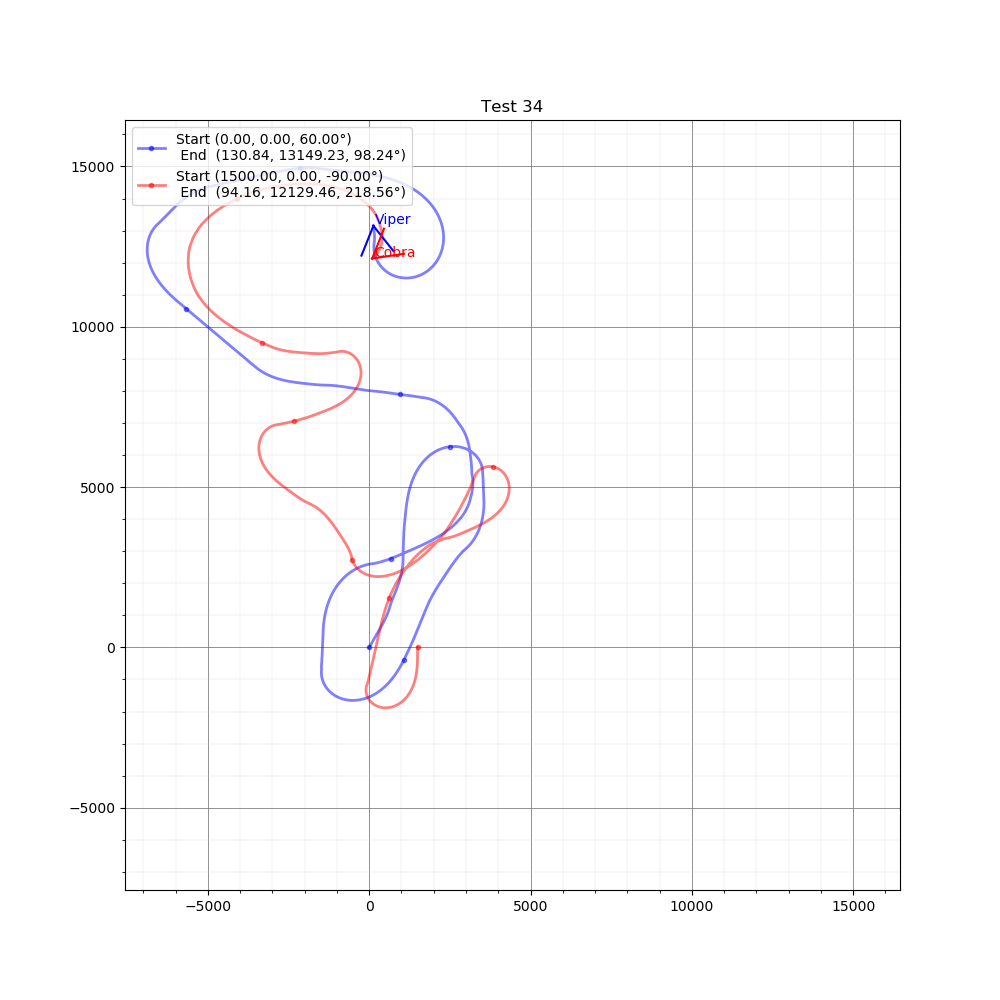 Test 34
Start (0.00, 0.00, 60.00°)
End (130.84, 13149.23, 98.24°)
Start (1500.00, 0.00, -90.00°)
End (94.16, 12129.46, 218.56°)
Viper
Cobra
15000
10000
5000
0
−5000
−5000
0
5000
10000
15000